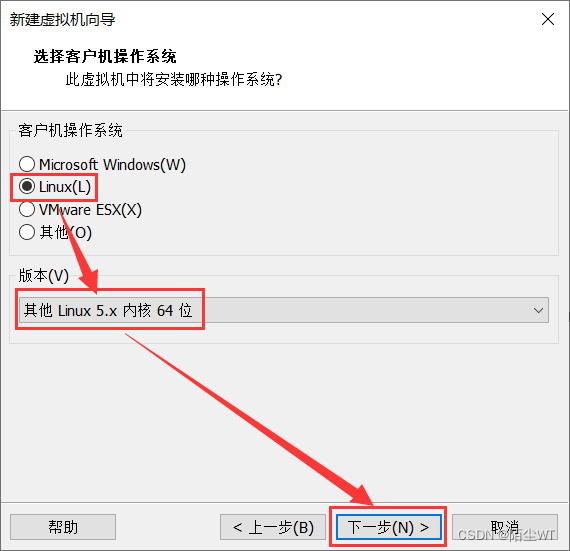 新建虚拟机向导
选择客户机操作系统
此虚拟机中将安装哪种操作系统?
客户机操作系统
Microsoft Windows(W)
Linux(L)
VMware ESX(X)
其他(O)
版本(V)
其他 Linux 5.x 内核 64 位
帮助
< 上一步(B)
下一步(N) >
取消
CSDN @陌尘WT